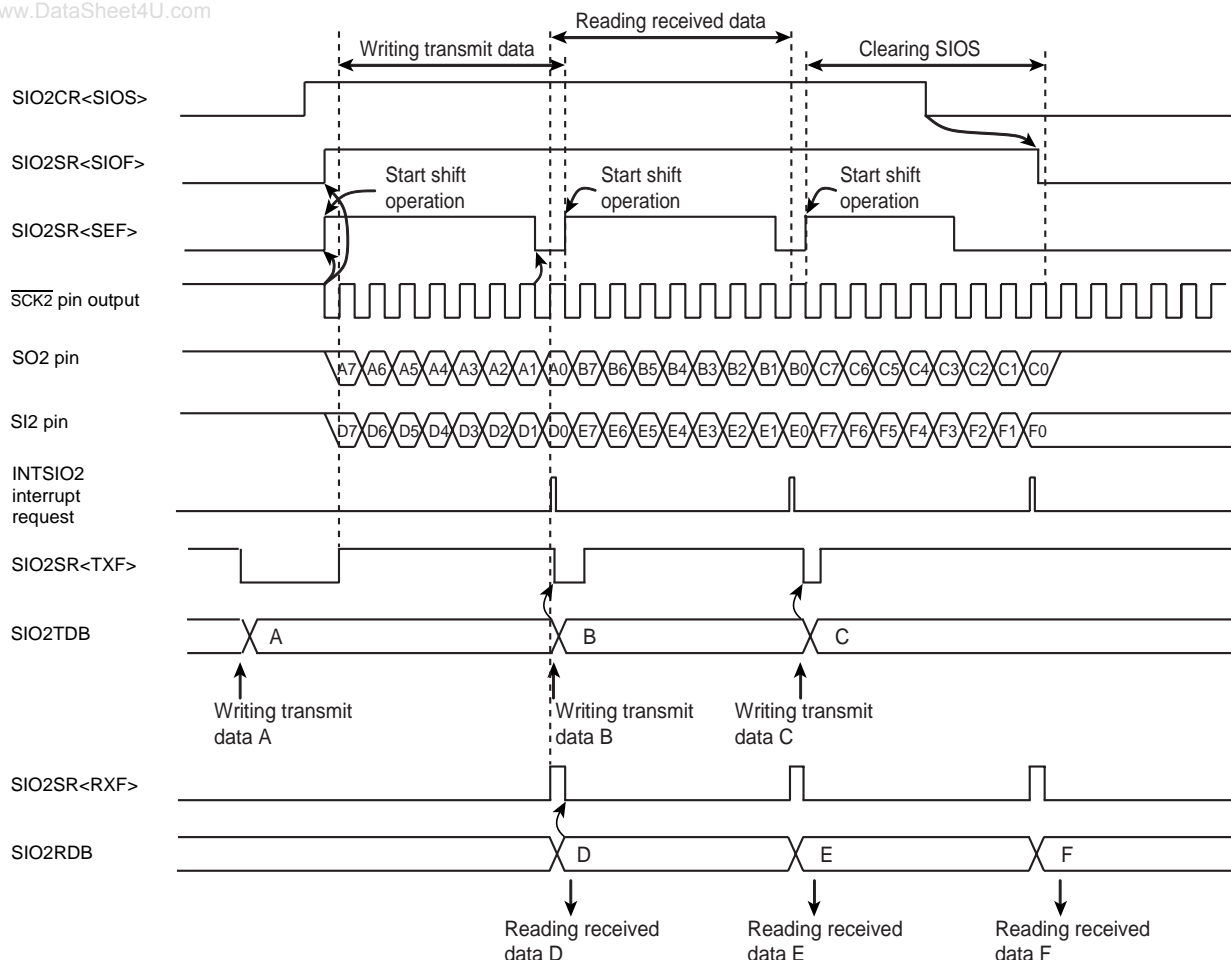 www.DataSheet4U.com
Reading received data
Writing transmit data
Clearing SIOS
SIO2CR<SIOS>
SIO2SR<SIOF>
Start shift
operation
Start shift
operation
Start shift
operation
SIO2SR<SEF>
SCK2 pin output
SO2 pin
A7 A6 A5 A4 A3 A2 A1 A0 B7 B6 B5 B4 B3 B2 B1 B0 C7 C6 C5 C4 C3 C2 C1 C0
SI2 pin
D7 D6 D5 D4 D3 D2 D1 D0 E7 E6 E5 E4 E3 E2 E1 E0 F7 F6 F5 F4 F3 F2 F1 F0
INTSIO2
interrupt
request
SIO2SR<TXF>
SIO2TDB
A
B
C
Writing transmit
data A
Writing transmit
data B
Writing transmit
data C
SIO2SR<RXF>
SIO2RDB
D
E
F
Reading received
data D
Reading received
data E
Reading received
data F